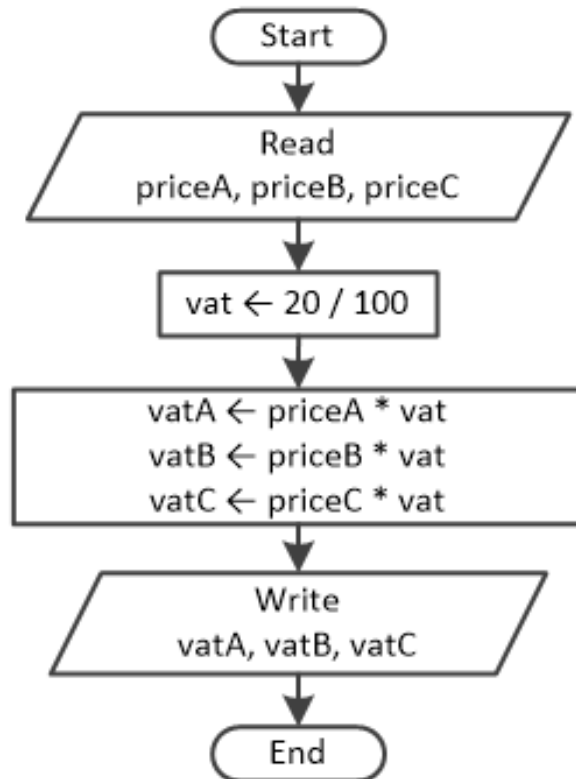 Start
Read
priceA, priceB, priceC
vat ← 20 / 100
vatA ← priceA * vat
vatB ← priceB * vat
vatC ← priceC * vat
Write
vatA, vatB, vatC
End